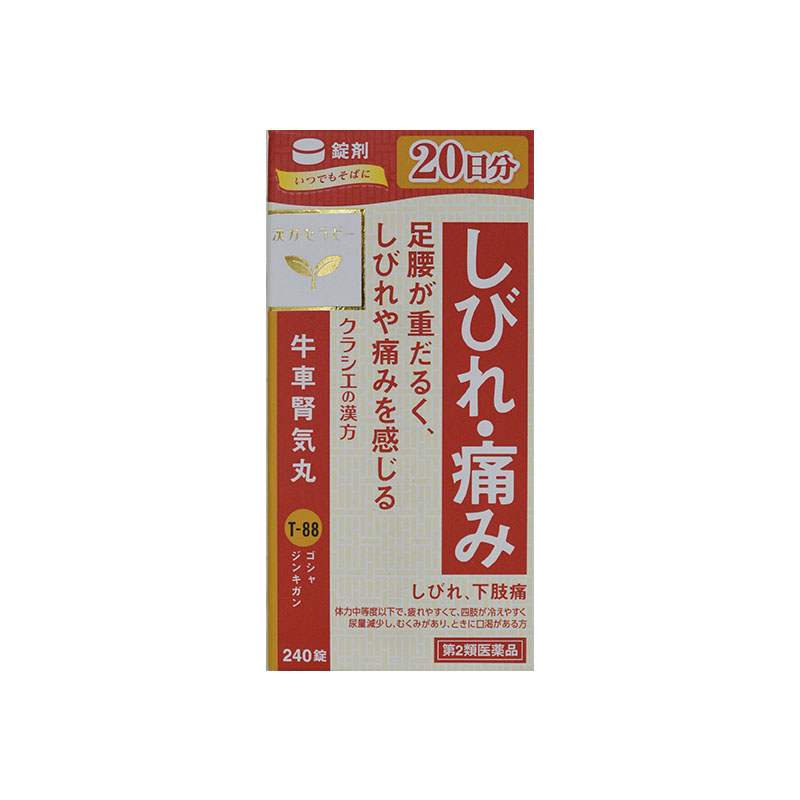 錠剤
いつでもそばに
20日分
漢方セラピー
しびれ・痛み
足腰が重だるく、
しびれや痛みを感じる
クラシエの漢方
牛車腎気丸
T-88
ゴシャ
ジンキガン
240錠
しびれ、下肢痛
体力中等度以下で、疲れやすくて、四肢が冷えやすく
尿量減少し、むくみがあり、ときに口渇がある方
第2類医薬品